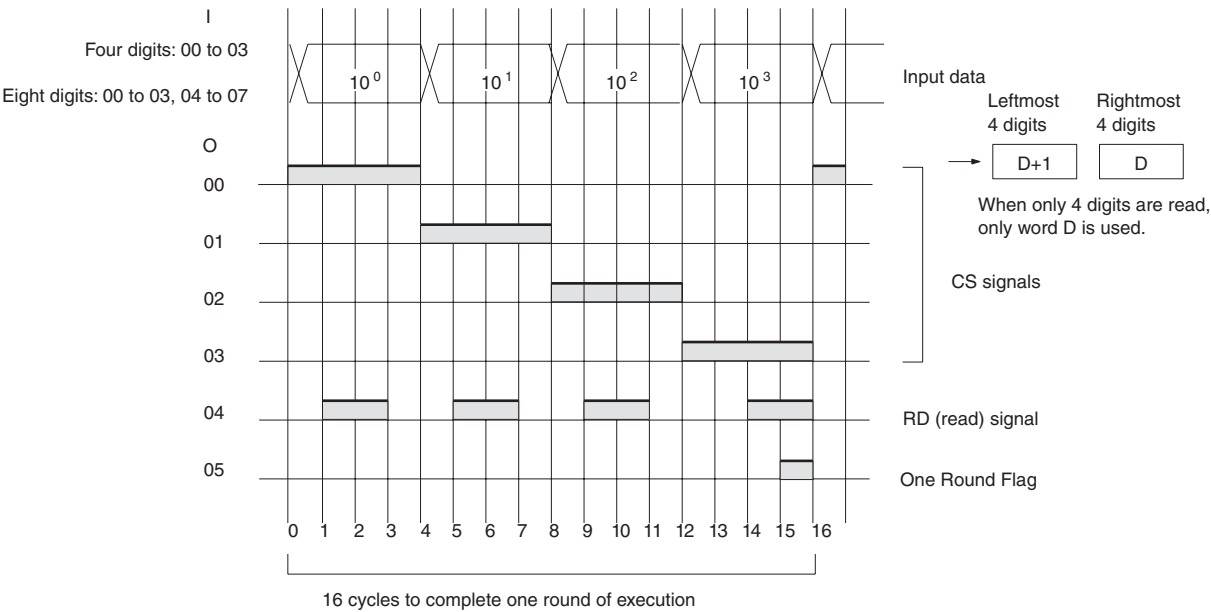 I
Four digits: 00 to 03
Eight digits: 00 to 03, 04 to 07
10⁰ 10¹ 10² 10³
Input data
Leftmost 4 digits
Rightmost 4 digits
D+1
D
When only 4 digits are read,
only word D is used.
O
00
01
02
03
CS signals
04
RD (read) signal
05
One Round Flag
0 1 2 3 4 5 6 7 8 9 10 11 12 13 14 15 16
16 cycles to complete one round of execution